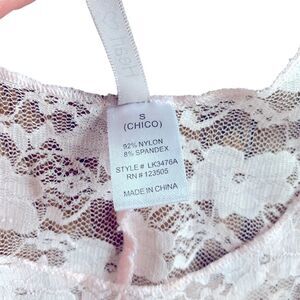 S
(CHICO)
92% NYLON
8% SPANDEX
STYLE # LK3476A
RN # 123505
MADE IN CHINA